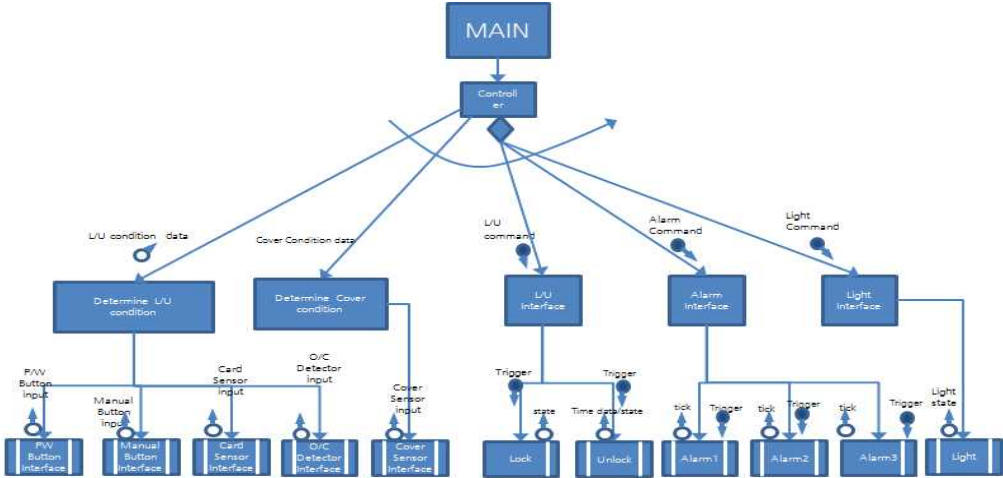 MAIN
Controll
er
L/U condition data
Cover Condition data
L/U
command
Alarm
Command
Light
Command
Determine L/U
condition
Determine Cover
condition
L/U
Interface
Alarm
Interface
Light
Interface
P/W
Button
input
Manual
Button input
Card
Sensor
input
O/C
Detector
input
Cover
Sensor
input
Trigger
state
Trigger
Time data/state
tick
Trigger
tick
Trigger
tick
Trigger
Light
state
PW
Button
Interface
Manual
Button
Interface
Card
Sensor
Interface
O/C
Detector
Interface
Cover
Sensor
Interface
Lock
Unlock
Alarm1
Alarm2
Alarm3
Light